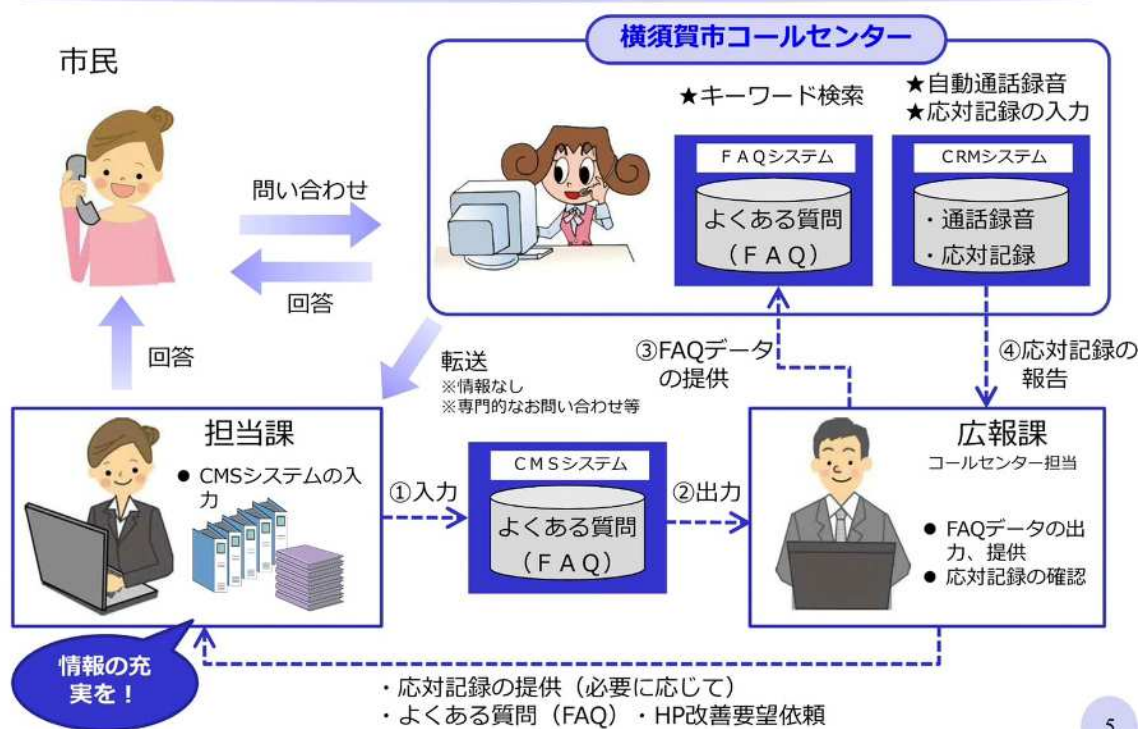 横須賀市コールセンター
市民
★キーワード検索
★自動通話録音
★応対記録の入力
FAQシステム
よくある質問
(FAQ)
CRMシステム
・通話録音
・応対記録
問い合わせ
回答
回答
転送
※情報なし
※専門的なお問い合わせ等
③FAQデータ
の提供
④応対記録の
報告
担当課
● CMSシステムの入
力
①入力
CMSシステム
よくある質問
(FAQ)
②出力
広報課
コールセンター担当
● FAQデータの出
力、提供
● 応対記録の確認
情報の充
実を！
・応対記録の提供（必要に応じて）
・よくある質問（FAQ）・HP改善要望依頼
5